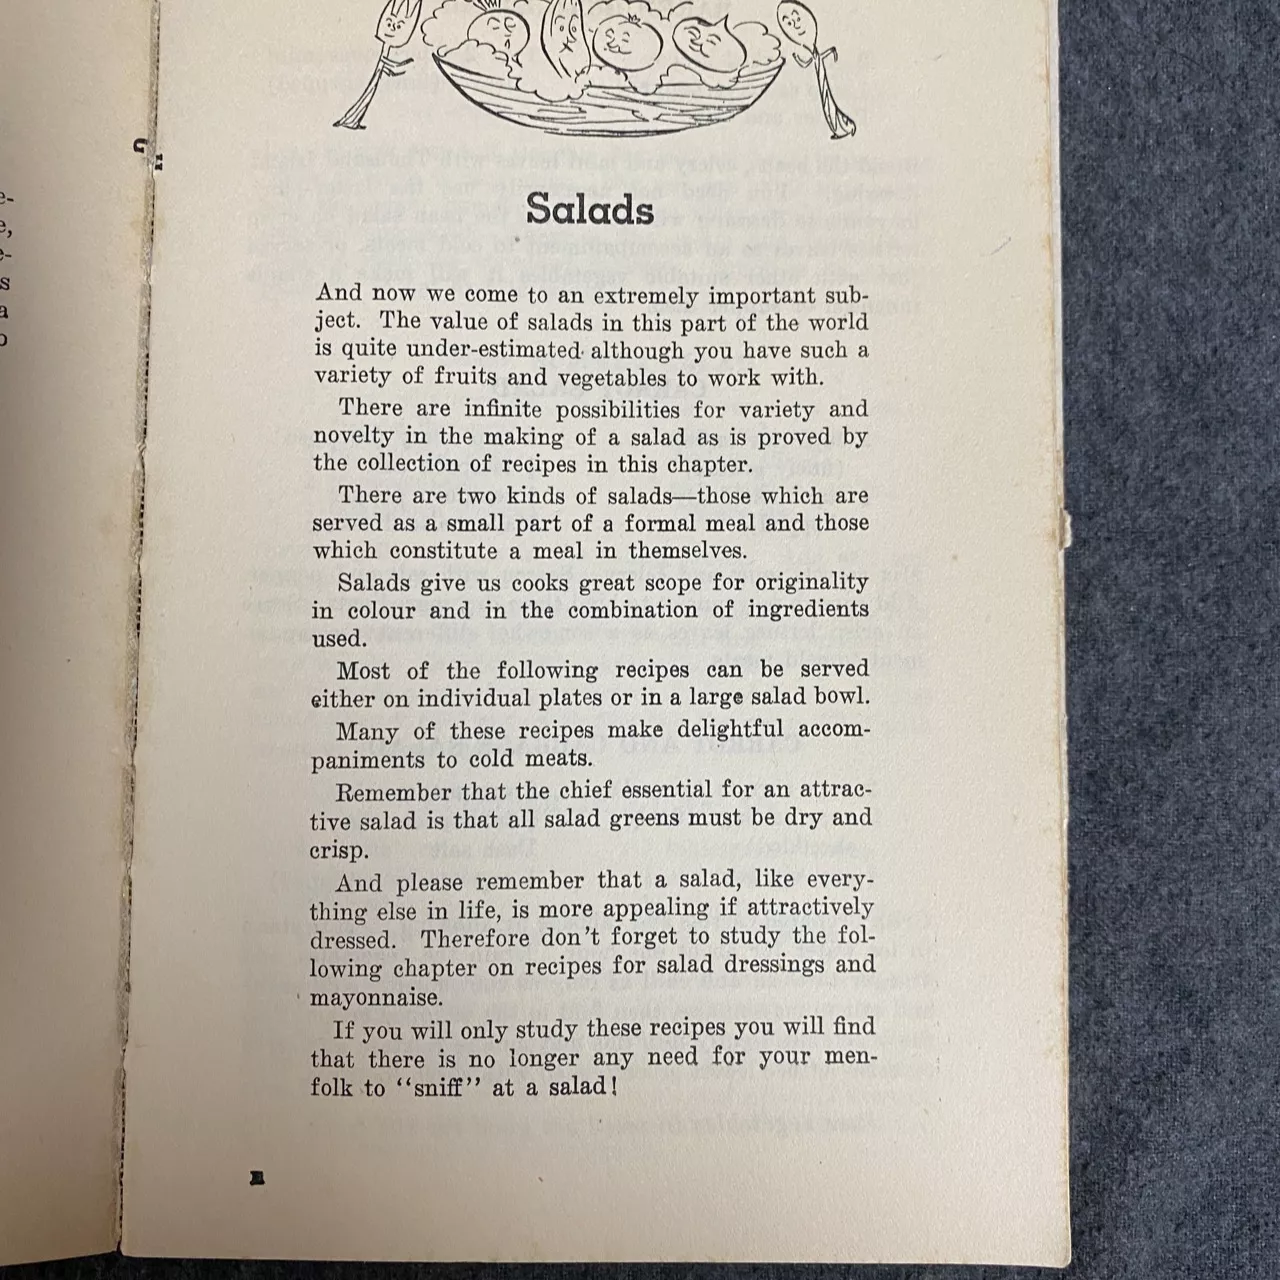 Salads
And now we come to an extremely important sub-
ject. The value of salads in this part of the world
is quite under-estimated although you have such a
variety of fruits and vegetables to work with.
There are infinite possibilities for variety and
novelty in the making of a salad as is proved by
the collection of recipes in this chapter.
There are two kinds of salads—those which are
served as a small part of a formal meal and those
which constitute a meal in themselves.
Salads give us cooks great scope for originality
in colour and in the combination of ingredients
used.
Most of the following recipes can be served
either on individual plates or in a large salad bowl.
Many of these recipes make delightful accom-
paniments to cold meats.
Remember that the chief essential for an attrac-
tive salad is that all salad greens must be dry and
crisp.
And please remember that a salad, like every-
thing else in life, is more appealing if attractively
dressed. Therefore don't forget to study the fol-
lowing chapter on recipes for salad dressings and
mayonnaise.
If you will only study these recipes you will find
that there is no longer any need for your men-
folk to "sniff" at a salad!